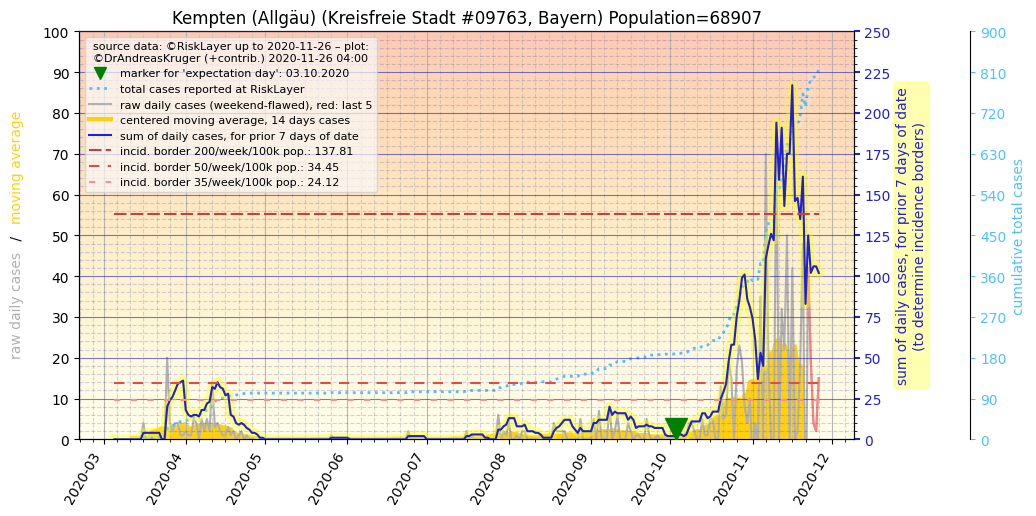 Kempten (Allgäu) (Kreisfreie Stadt #09763, Bayern) Population=68907
source data: ©RiskLayer up to 2020-11-26 – plot:
©DrAndreasKruger (+contrib.) 2020-11-26 04:00
marker for 'expectation day': 03.10.2020
total cases reported at RiskLayer
raw daily cases (weekend-flawed), red: last 5
centered moving average, 14 days cases
sum of daily cases, for prior 7 days of date
incid. border 200/week/100k pop.: 137.81
incid. border 50/week/100k pop.: 34.45
incid. border 35/week/100k pop.: 24.12
raw daily cases / moving average
100
90
80
70
60
50
40
30
20
10
0
250
225
200
175
150
125
100
75
50
25
0
sum of daily cases, for prior 7 days of date
(to determine incidence borders)
900
810
720
630
540
450
360
270
180
90
0
cumulative total cases
2020-03
2020-04
2020-05
2020-06
2020-07
2020-08
2020-09
2020-10
2020-11
2020-12